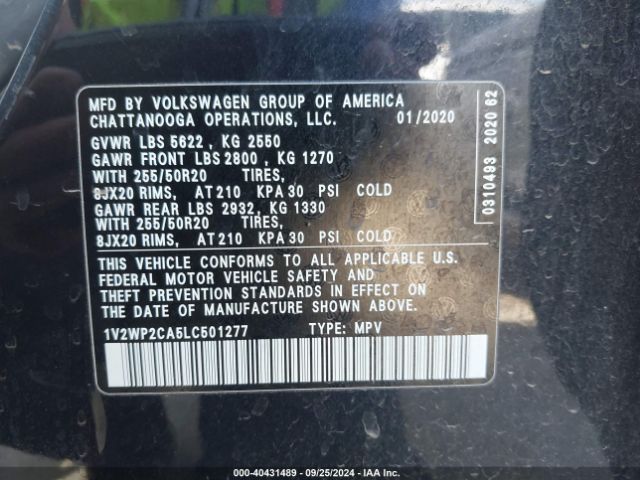 MFD BY VOLKSWAGEN GROUP OF AMERICA
CHATTANOOGA OPERATIONS, LLC. 01/2020
GVWR LBS 5622 , KG 2550
GAWR FRONT LBS 2800 , KG 1270
WITH 255/50R20 TIRES,
8JX20 RIMS, AT 210 KPA 30 PSI COLD
GAWR REAR LBS 2932, KG 1330
WITH 255/50R20 TIRES,
8JX20 RIMS, AT 210 KPA 30 PSI COLD
THIS VEHICLE CONFORMS TO ALL APPLICABLE U.S.
FEDERAL MOTOR VEHICLE SAFETY AND
THEFT PREVENTION STANDARDS IN EFFECT ON
THE DATE OF MANUFACTURE SHOWN ABOVE.
1V2WP2CA5LC501277 TYPE: MPV
0310493 2020 62
000-40431489 - 09/25/2024 - IAA Inc.